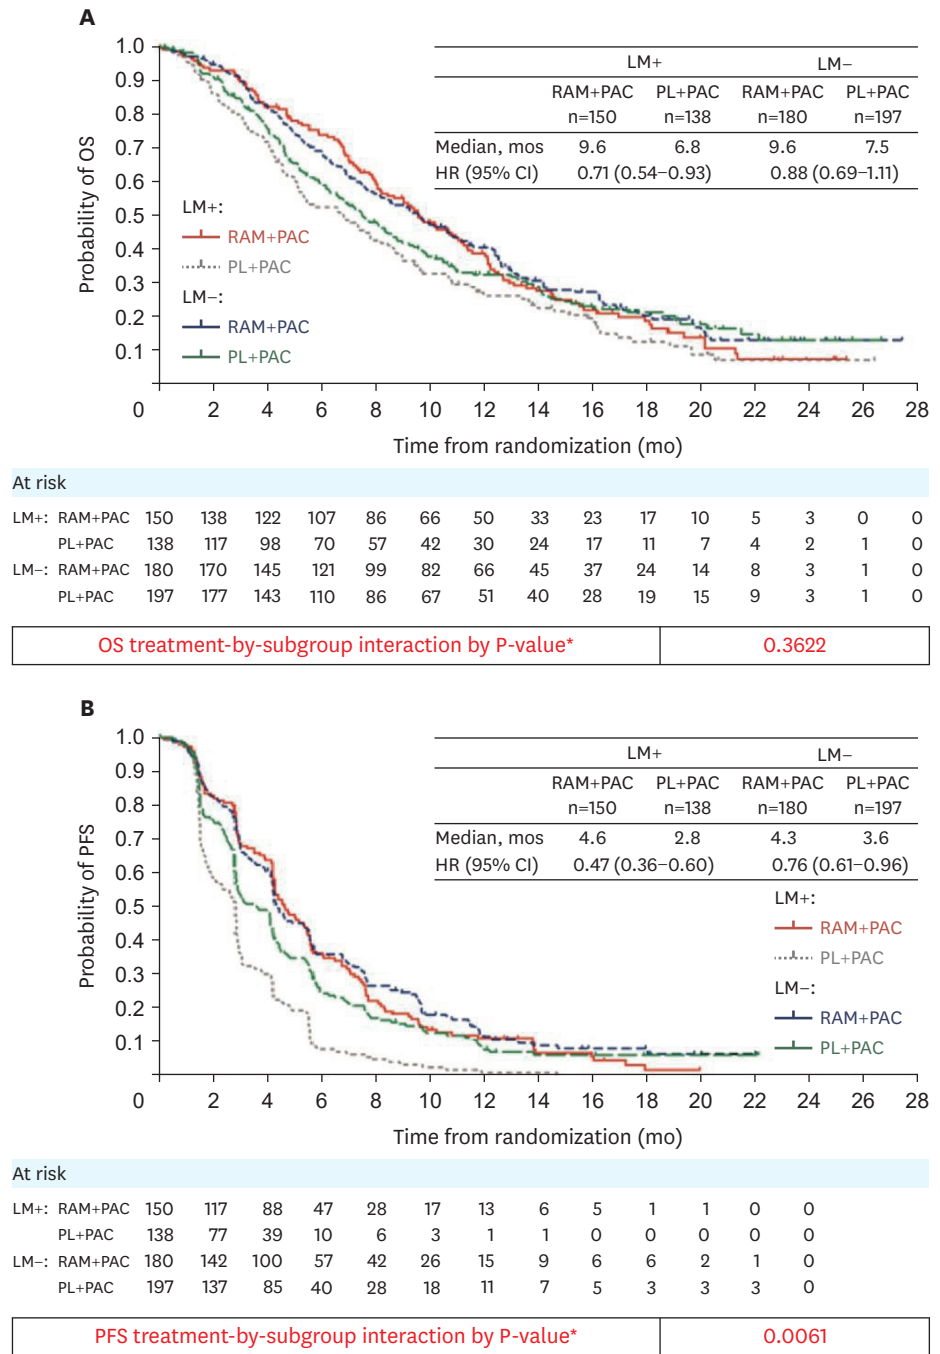 A
1.0
0.9
0.8
0.7
0.6
0.5
0.4
0.3
0.2
0.1
Probability of OS
LM+ LM−
RAM+PAC PL+PAC RAM+PAC PL+PAC
n=150 n=138 n=180 n=197
Median, mos 9.6 6.8 9.6 7.5
HR (95% CI) 0.71 (0.54−0.93) 0.88 (0.69−1.11)
LM+:
RAM+PAC
PL+PAC
LM−:
RAM+PAC
PL+PAC
0 2 4 6 8 10 12 14 16 18 20 22 24 26 28
Time from randomization (mo)
At risk
LM+: RAM+PAC 150 138 122 107 86 66 50 33 23 17 10 5 3 0 0
PL+PAC 138 117 98 70 57 42 30 24 17 11 7 4 2 1 0
LM−: RAM+PAC 180 170 145 121 99 82 66 45 37 24 14 8 3 1 0
PL+PAC 197 177 143 110 86 67 51 40 28 19 15 9 3 1 0
OS treatment-by-subgroup interaction by P-value* 0.3622
B
1.0
0.9
0.8
0.7
0.6
0.5
0.4
0.3
0.2
0.1
Probability of PFS
LM+ LM−
RAM+PAC PL+PAC RAM+PAC PL+PAC
n=150 n=138 n=180 n=197
Median, mos 4.6 2.8 4.3 3.6
HR (95% CI) 0.47 (0.36−0.60) 0.76 (0.61−0.96)
LM+:
RAM+PAC
PL+PAC
LM−:
RAM+PAC
PL+PAC
0 2 4 6 8 10 12 14 16 18 20 22 24 26 28
Time from randomization (mo)
At risk
LM+: RAM+PAC 150 117 88 47 28 17 13 6 5 1 1 0 0
PL+PAC 138 77 39 10 6 3 1 1 0 0 0 0 0
LM−: RAM+PAC 180 142 100 57 42 26 15 9 6 6 2 1 0
PL+PAC 197 137 85 40 28 18 11 7 5 3 3 3 0
PFS treatment-by-subgroup interaction by P-value* 0.0061